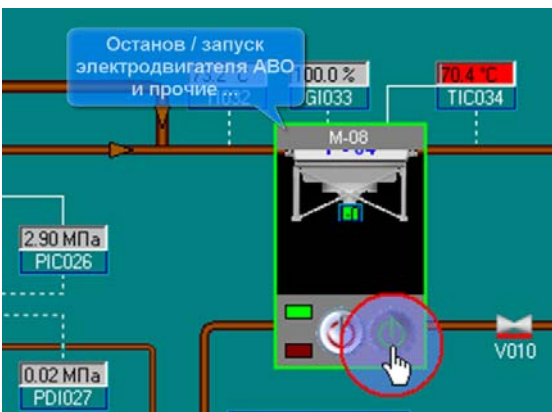 Останов / запуск
электродвигателя АВО
и прочие ...
100.0 %
70.4 °C
GI033
TIC034
M-08
2.90 МПа
PIC026
V010
0.02 МПа
PDI027